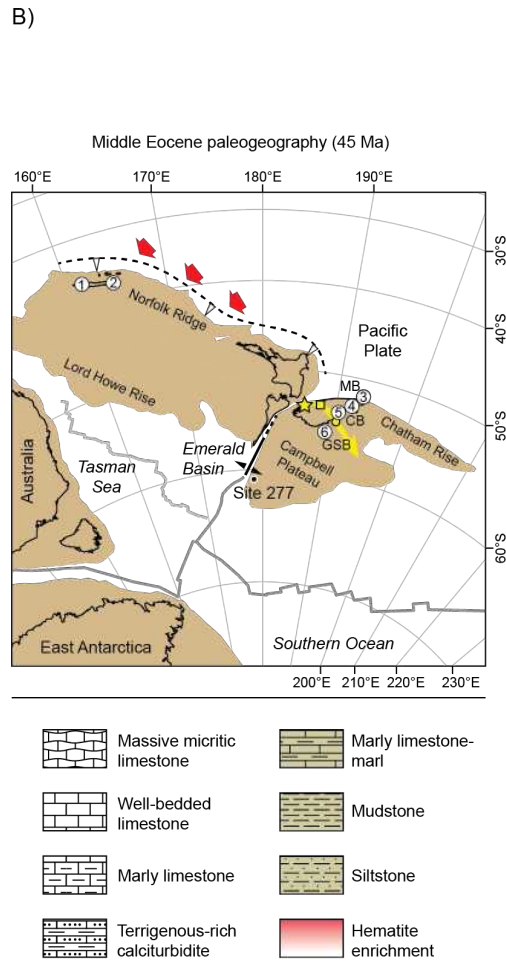 B)
Middle Eocene paleogeography (45 Ma)
160°E 170°E 180°E 190°E
30°S
40°S
50°S
60°S
1 2
Norfolk Ridge
Pacific
Plate
Lord Howe Rise
MB
3
4
5
CB
6
GSB
Chatham Rise
Emerald
Basin
Campbell
Plateau
Australia
Tasman
Sea
Site 277
East Antarctica
Southern Ocean
200°E 210°E 220°E 230°E
Massive micritic
limestone
Well-bedded
limestone
Marly limestone
Terrigenous-rich
calciturbidite
Marly limestone-
marl
Mudstone
Siltstone
Hematite
enrichment